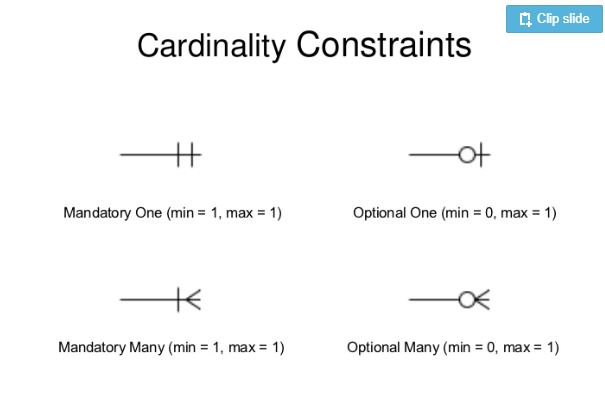 Clip slide
Cardinality Constraints
Mandatory One (min = 1, max = 1)
Optional One (min = 0, max = 1)
Mandatory Many (min = 1, max = 1)
Optional Many (min = 0, max = 1)